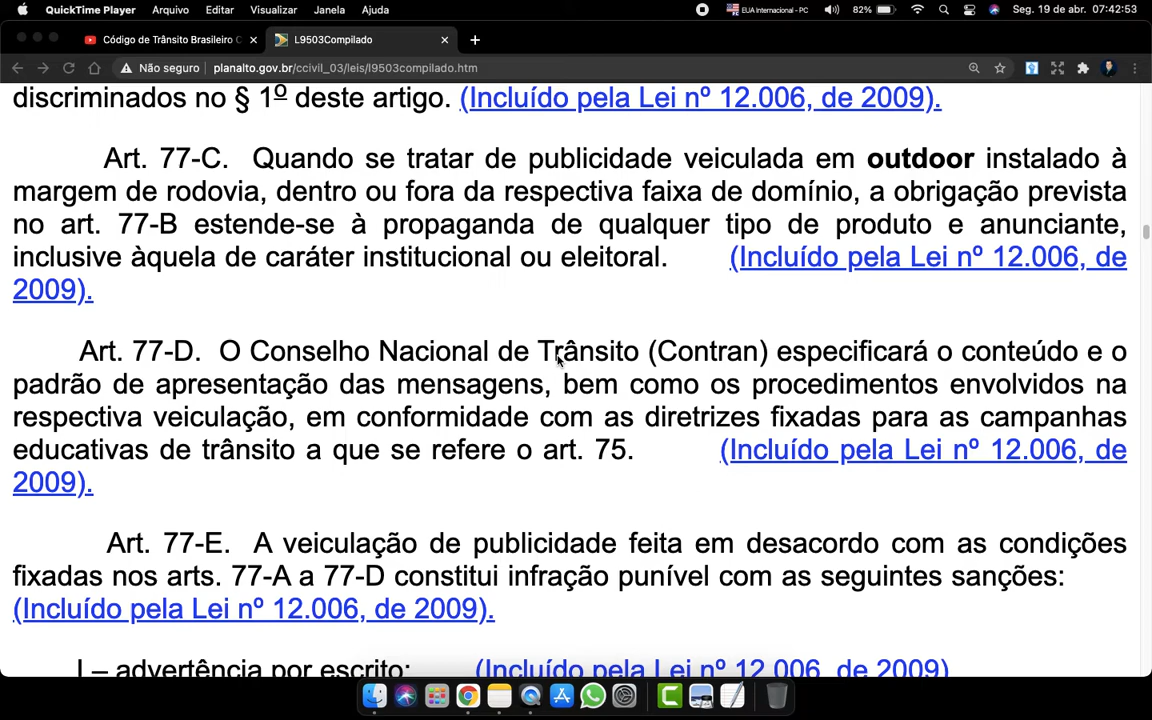 QuickTime Player Arquivo Editar Visualizar Janela Ajuda EUA Internacional - PC 82% Seg. 19 de abr. 07:42:53
Código de Trânsito Brasileiro C L9503Compilado
Não seguro planalto.gov.br/ccivil_03/leis/l9503compilado.htm
discriminados no § 1º deste artigo. (Incluído pela Lei nº 12.006, de 2009).
Art. 77-C. Quando se tratar de publicidade veiculada em outdoor instalado à
margem de rodovia, dentro ou fora da respectiva faixa de domínio, a obrigação prevista
no art. 77-B estende-se à propaganda de qualquer tipo de produto e anunciante,
inclusive àquela de caráter institucional ou eleitoral. (Incluído pela Lei nº 12.006, de
2009).
Art. 77-D. O Conselho Nacional de Trânsito (Contran) especificará o conteúdo e o
padrão de apresentação das mensagens, bem como os procedimentos envolvidos na
respectiva veiculação, em conformidade com as diretrizes fixadas para as campanhas
educativas de trânsito a que se refere o art. 75. (Incluído pela Lei nº 12.006, de
2009).
Art. 77-E. A veiculação de publicidade feita em desacordo com as condições
fixadas nos arts. 77-A a 77-D constitui infração punível com as seguintes sanções:
(Incluído pela Lei nº 12.006, de 2009).
I – advertência por escrito; (Incluído pela Lei nº 12.006, de 2009)